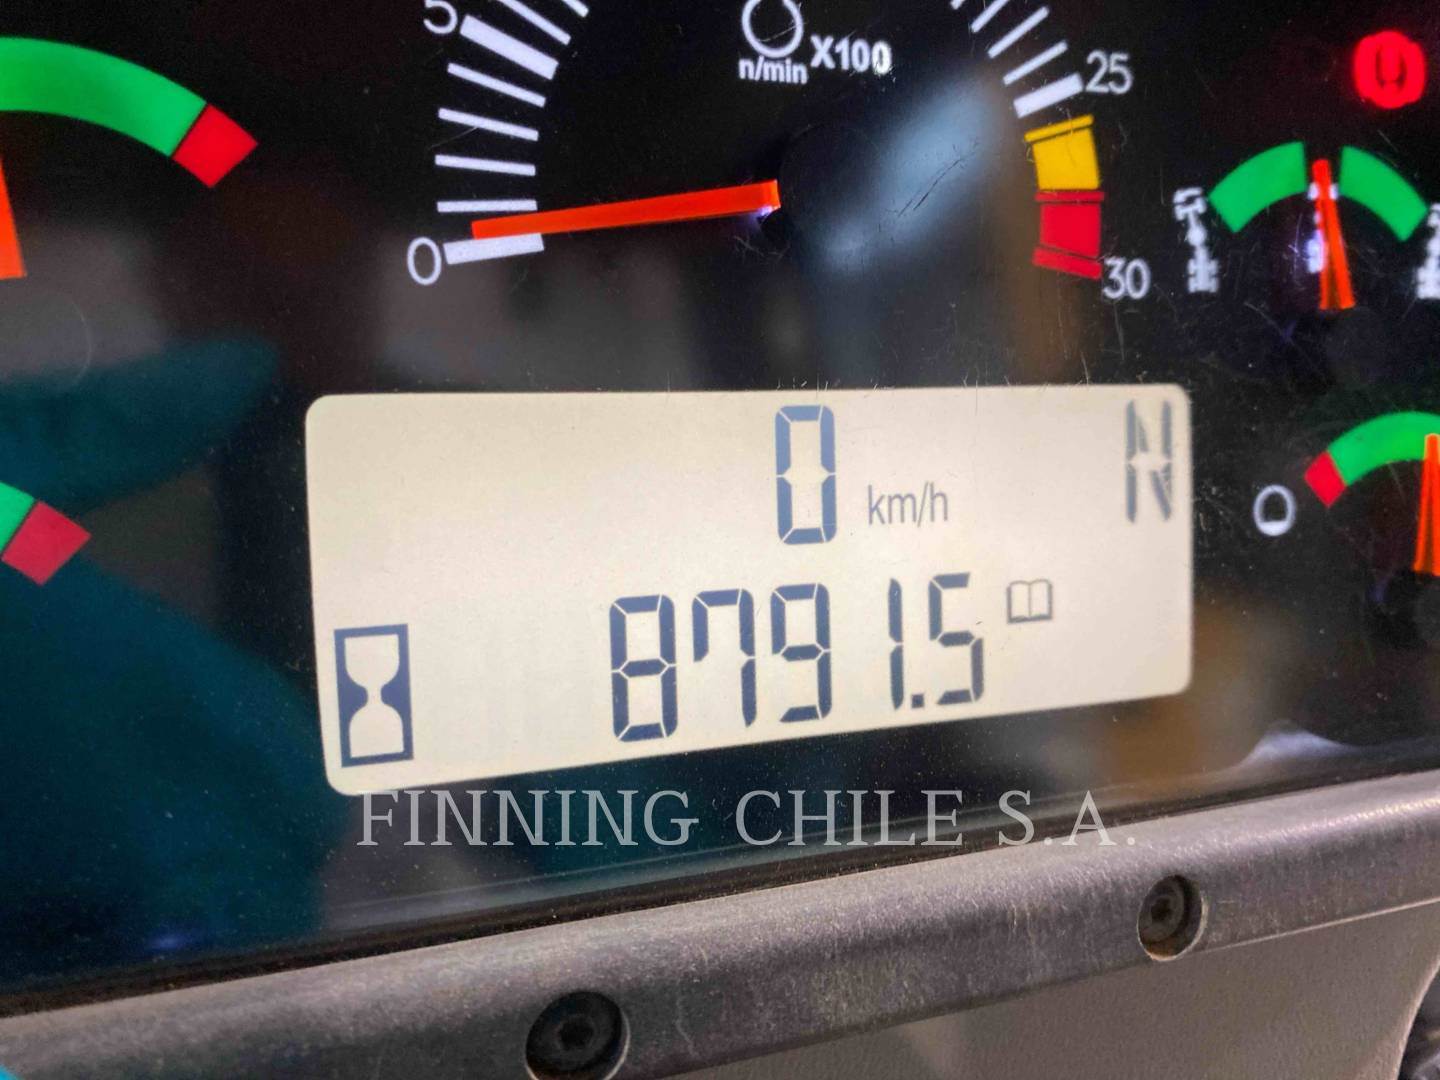 5
n/min X100
25
0
30
0 km/h N
8791.5
FINNING CHILE S.A.